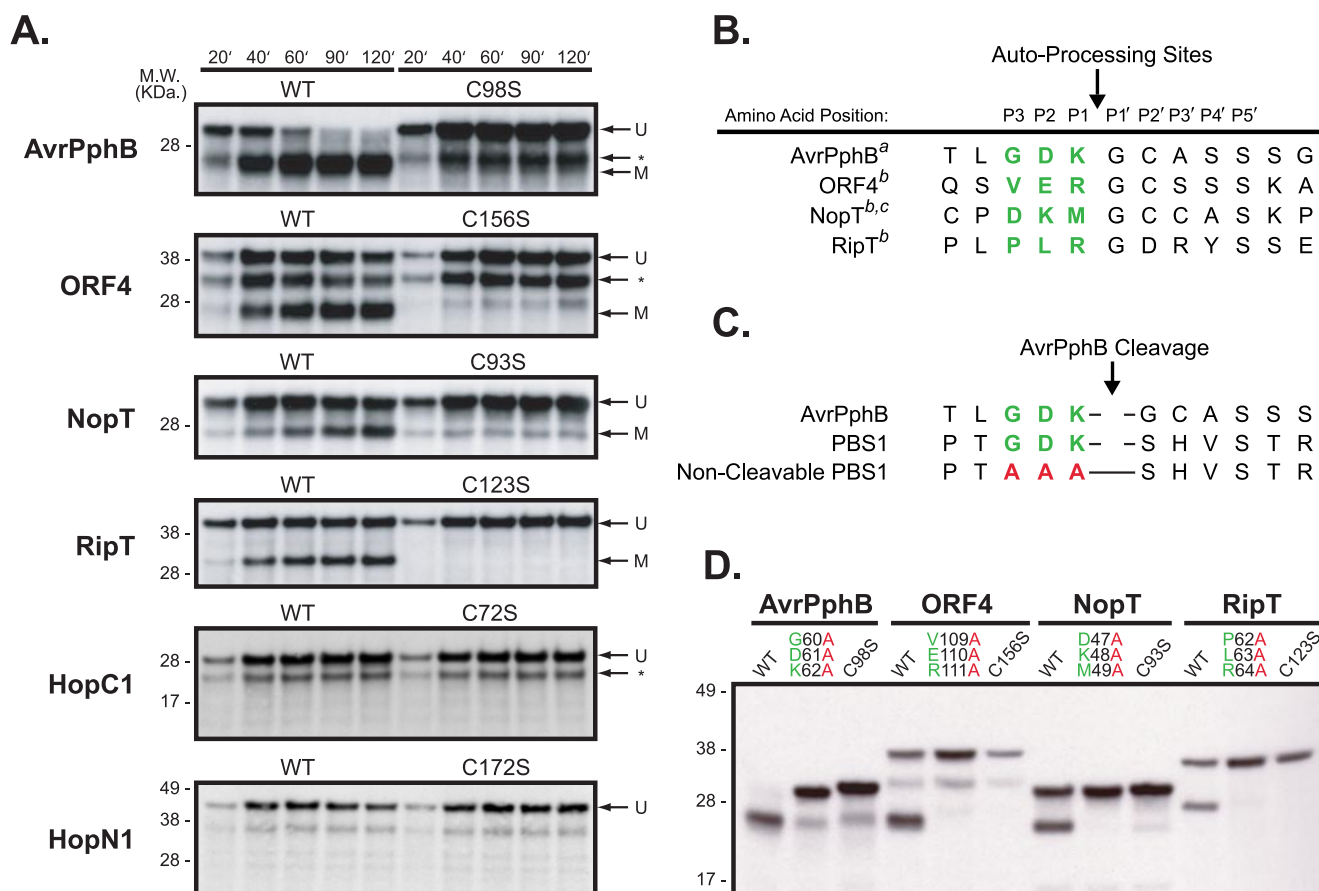 A.
20' 40' 60' 90' 120' 20' 40' 60' 90' 120'
M.W.
(KDa.)
WT C98S
AvrPphB
28 -
U
*
M
WT C156S
ORF4
38 -
28 -
U
*
M
WT C93S
NopT
28 -
U
M
WT C123S
RipT
38 -
28 -
U
M
WT C72S
HopC1
28 -
17 -
U
*
WT C172S
HopN1
49 -
38 -
28 -
U
B.
Auto-Processing Sites
Amino Acid Position: P3 P2 P1 P1′ P2′ P3′ P4′ P5′
AvrPphBᵃ T L G D K G C A S S S G
ORF4ᵇ Q S V E R G C S S S K A
NopTᵇ,ᶜ C P D K M G C C A S K P
RipTᵇ P L P L R G D R Y S S E
C.
AvrPphB Cleavage
AvrPphB T L G D K – – G C A S S S
PBS1 P T G D K – – S H V S T R
Non-Cleavable PBS1 P T A A A — S H V S T R
D.
AvrPphB ORF4 NopT RipT
WT G60A D61A K62A C98S WT V109A E110A R111A C156S WT D47A K48A M49A C93S WT P62A L63A R64A C123S
49 -
38 -
28 -
17 -